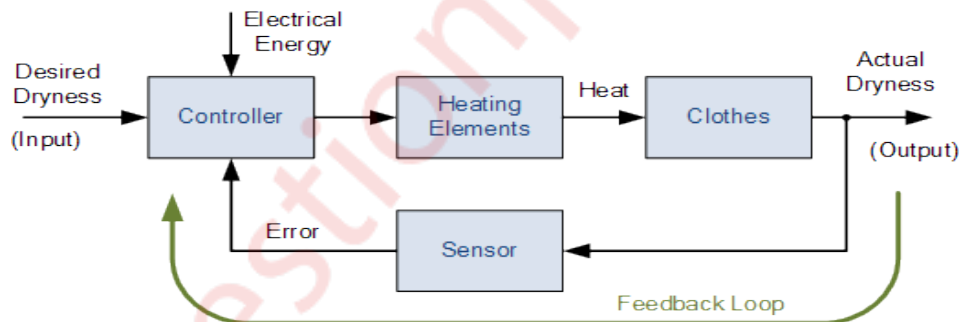 Electrical
Energy
Desired
Dryness
(Input)
Controller
Heating
Elements
Heat
Clothes
Actual
Dryness
(Output)
Error
Sensor
Feedback Loop